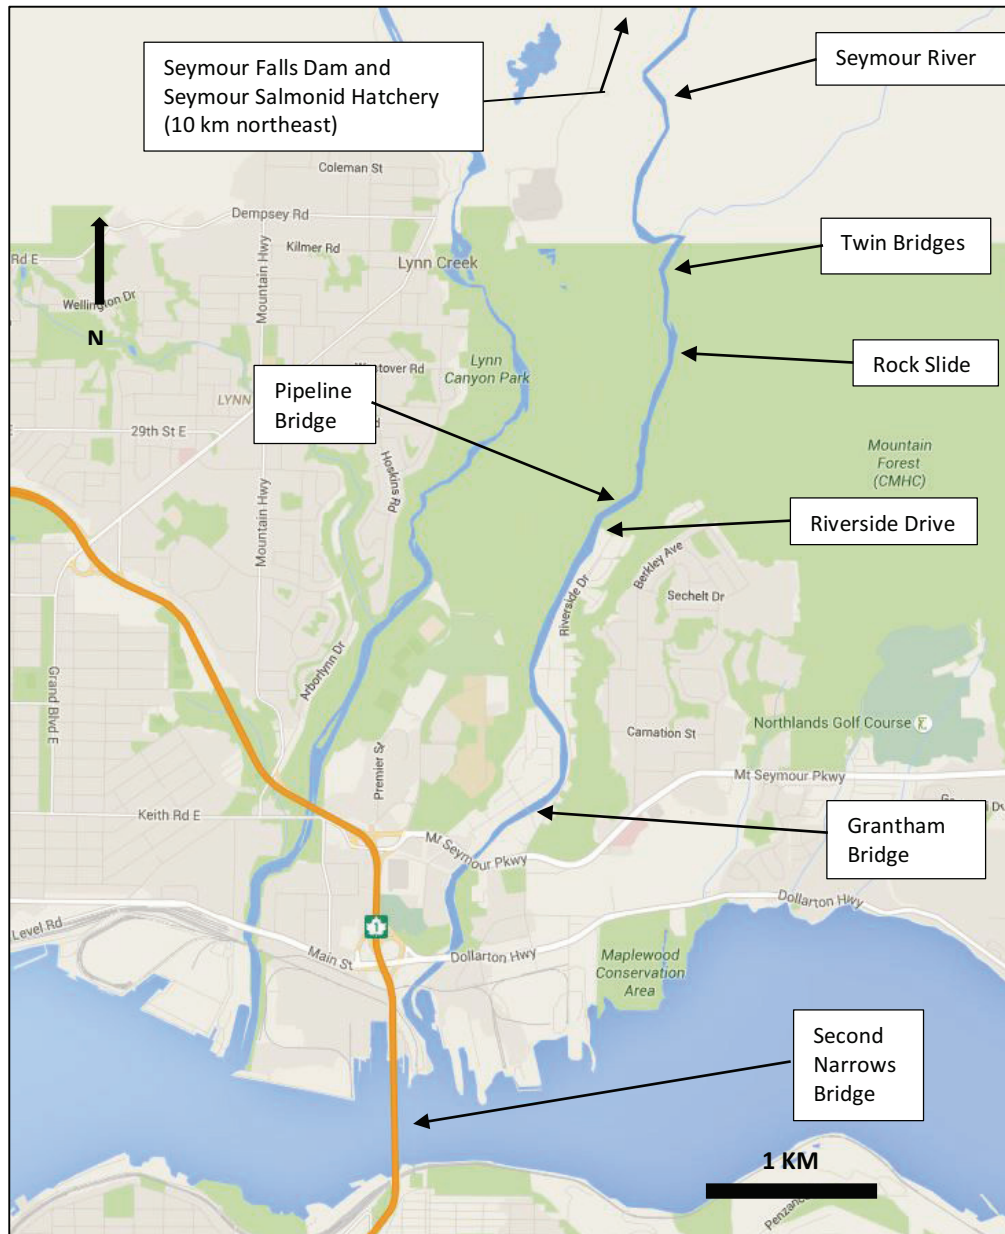 Seymour Falls Dam and
Seymour Salmonid Hatchery
(10 km northeast)
Seymour River
Coleman St
Dempsey Rd
Kilmer Rd
Rd E
Lynn Creek
Twin Bridges
Wellington Dr
Mountain Hwy
N
Lynn
Canyon Park
Rock Slide
LYNN
Pipeline
Bridge
29th St E
Hoskins Rd
Mountain
Forest
(CMHC)
Mountain Hwy
Riverside Drive
Berkley Ave
Sechelt Dr
Riverside Dr
Arborlynn Dr
Grand Blvd E
Northlands Golf Course
Carnation St
Premier St
Mt Seymour Pkwy
Keith Rd E
Mt Seymour Pkwy
Grantham
Bridge
Dollarton Hwy
Level Rd
1
Main St
Dollarton Hwy
Maplewood
Conservation
Area
Second
Narrows
Bridge
1 KM